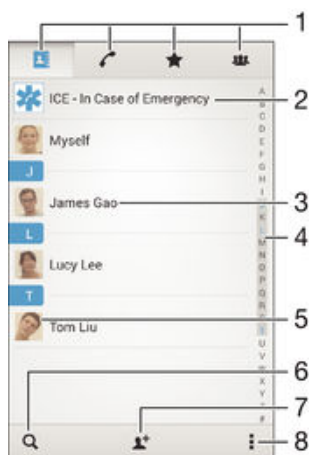 1
ICE - In Case of Emergency
2
A
B
C
D
E
F
G
H
I
J
K
L
M
N
O
P
Q
R
S
T
U
V
W
X
Y
Z
#
Myself
J
James Gao
3
L
4
Lucy Lee
T
Tom Liu
5
6
7
8